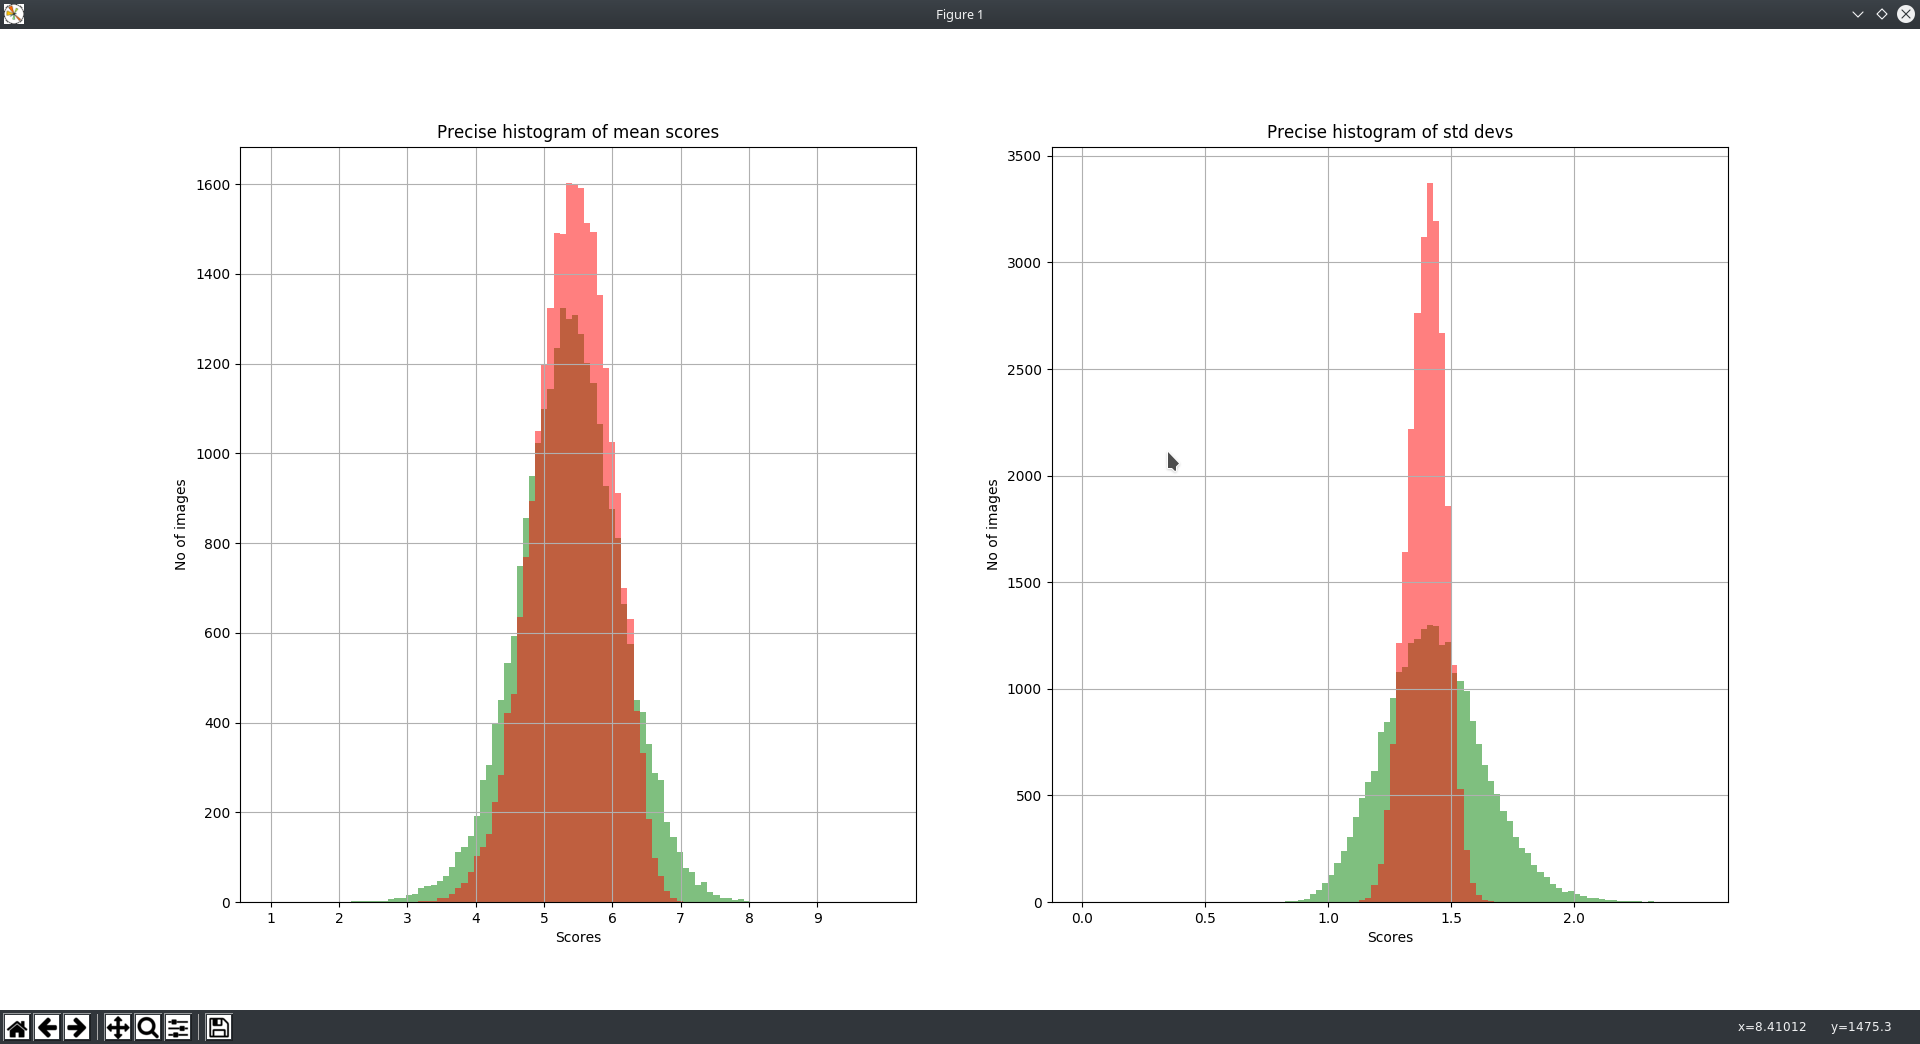 Figure 1
Precise histogram of mean scores
1600
1400
1200
1000
800
600
400
200
0
No of images
1 2 3 4 5 6 7 8 9
Scores
Precise histogram of std devs
3500
3000
2500
2000
1500
1000
500
0
No of images
0.0 0.5 1.0 1.5 2.0
Scores
x=8.41012 y=1475.3